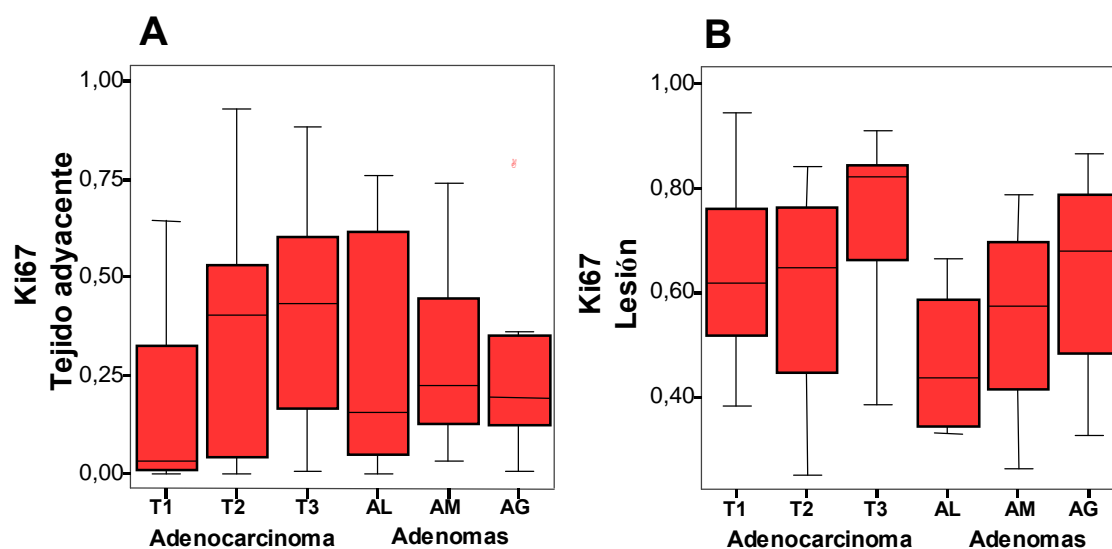 A
Ki67
Tejido adyacente
1,00
0,75
0,50
0,25
0,00
T1 T2 T3 AL AM AG
Adenocarcinoma Adenomas
B
Ki67
Lesión
1,00
0,80
0,60
0,40
T1 T2 T3 AL AM AG
Adenocarcinoma Adenomas